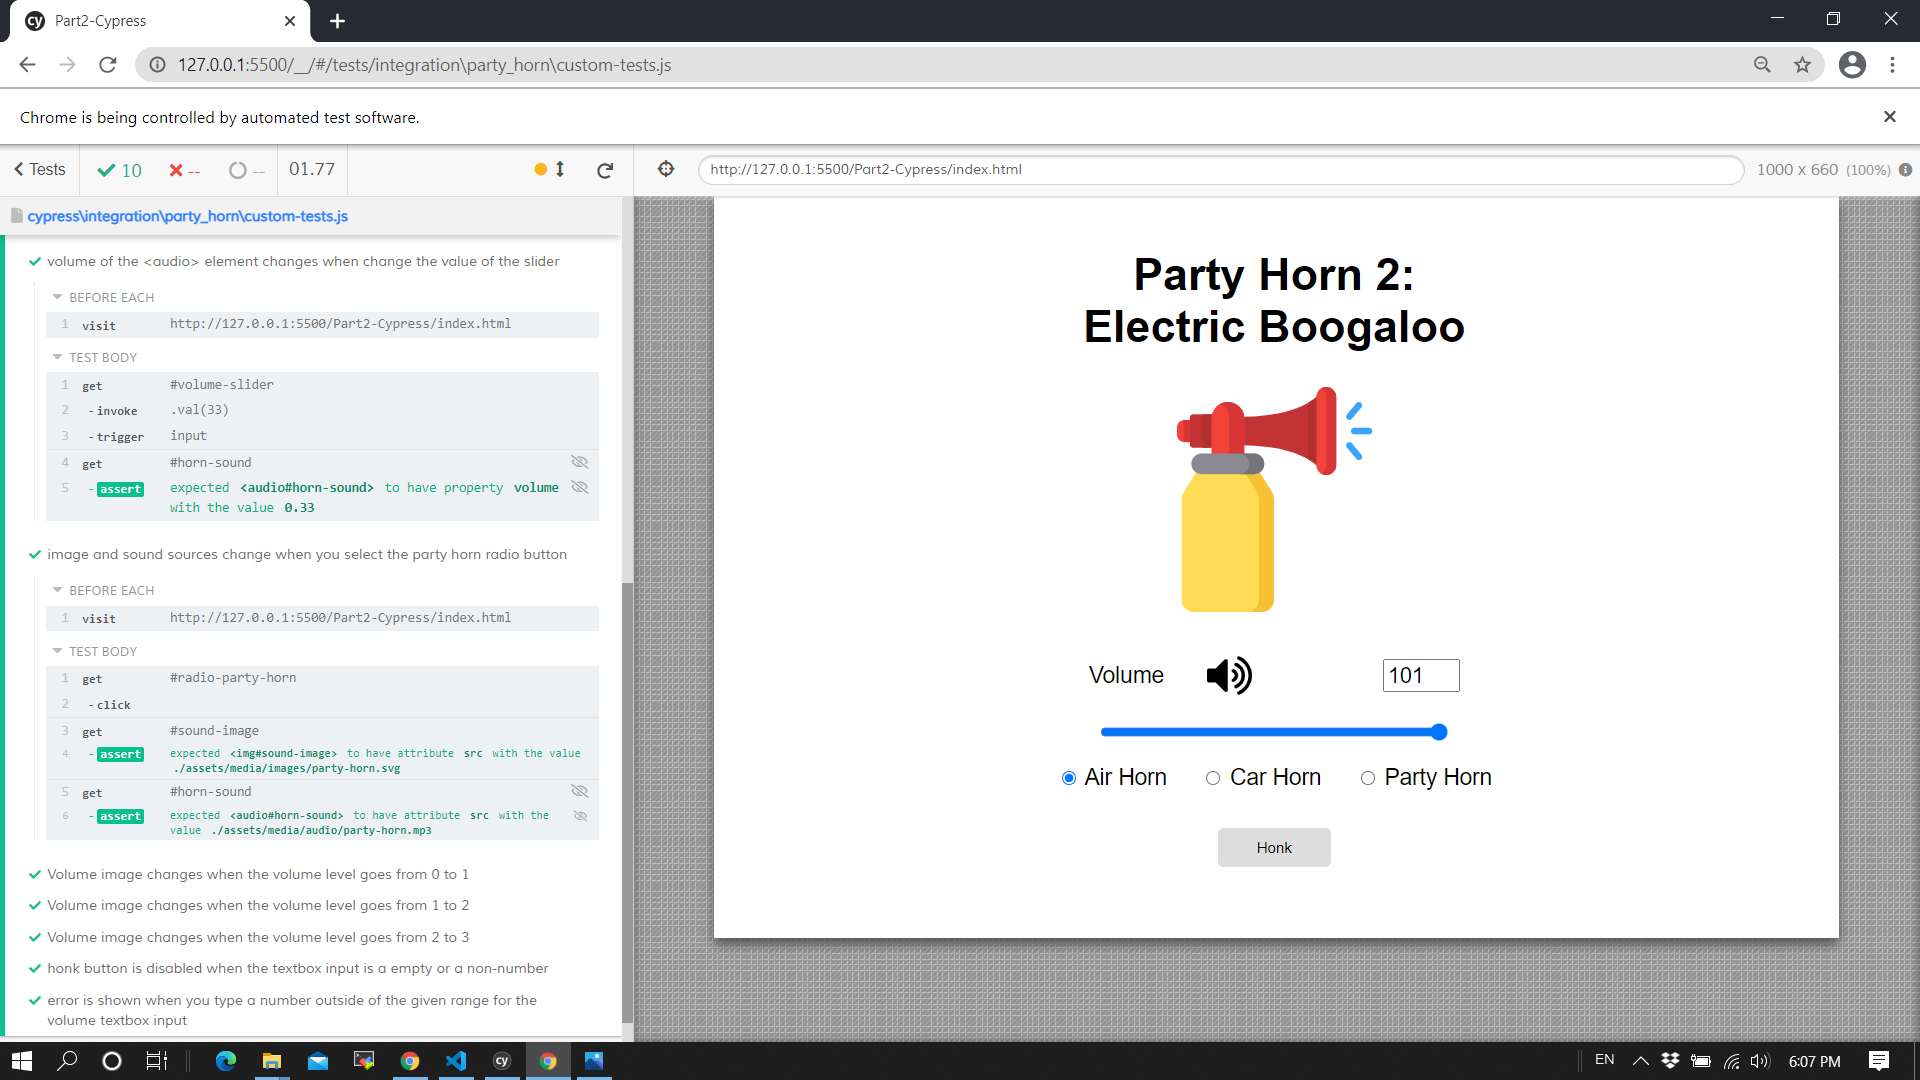 Part2-Cypress
127.0.0.1:5500/__/#/tests/integration\party_horn\custom-tests.js
Chrome is being controlled by automated test software.
Tests 10 -- -- 01.77
http://127.0.0.1:5500/Part2-Cypress/index.html 1000 x 660 (100%)
cypress\integration\party_horn\custom-tests.js
volume of the <audio> element changes when change the value of the slider
BEFORE EACH
1 visit http://127.0.0.1:5500/Part2-Cypress/index.html
TEST BODY
1 get #volume-slider
2 -invoke .val(33)
3 -trigger input
4 get #horn-sound
5 -assert expected <audio#horn-sound> to have property volume
with the value 0.33
image and sound sources change when you select the party horn radio button
BEFORE EACH
1 visit http://127.0.0.1:5500/Part2-Cypress/index.html
TEST BODY
1 get #radio-party-horn
2 -click
3 get #sound-image
4 -assert expected <img#sound-image> to have attribute src with the value
./assets/media/images/party-horn.svg
5 get #horn-sound
6 -assert expected <audio#horn-sound> to have attribute src with the
value ./assets/media/audio/party-horn.mp3
Volume image changes when the volume level goes from 0 to 1
Volume image changes when the volume level goes from 1 to 2
Volume image changes when the volume level goes from 2 to 3
honk button is disabled when the textbox input is a empty or a non-number
error is shown when you type a number outside of the given range for the
volume textbox input
Party Horn 2:
Electric Boogaloo
Volume 101
Air Horn Car Horn Party Horn
Honk
EN 6:07 PM